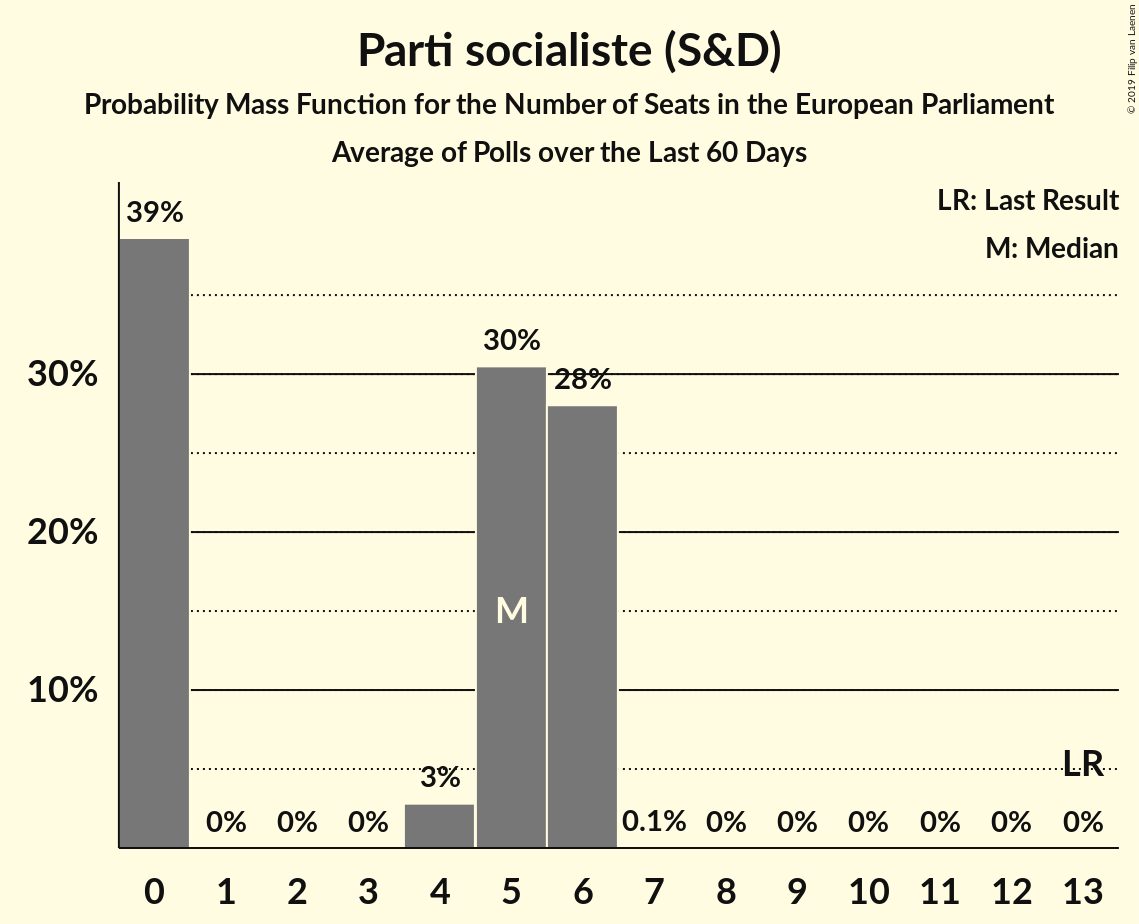 Parti socialiste (S&D)
Probability Mass Function for the Number of Seats in the European Parliament
Average of Polls over the Last 60 Days
© 2019 Filip van Laenen
LR: Last Result
M: Median
39%
30%
28%
30%
20%
10%
M
LR
3%
0% 0% 0% 0.1% 0% 0% 0% 0% 0% 0%
0 1 2 3 4 5 6 7 8 9 10 11 12 13